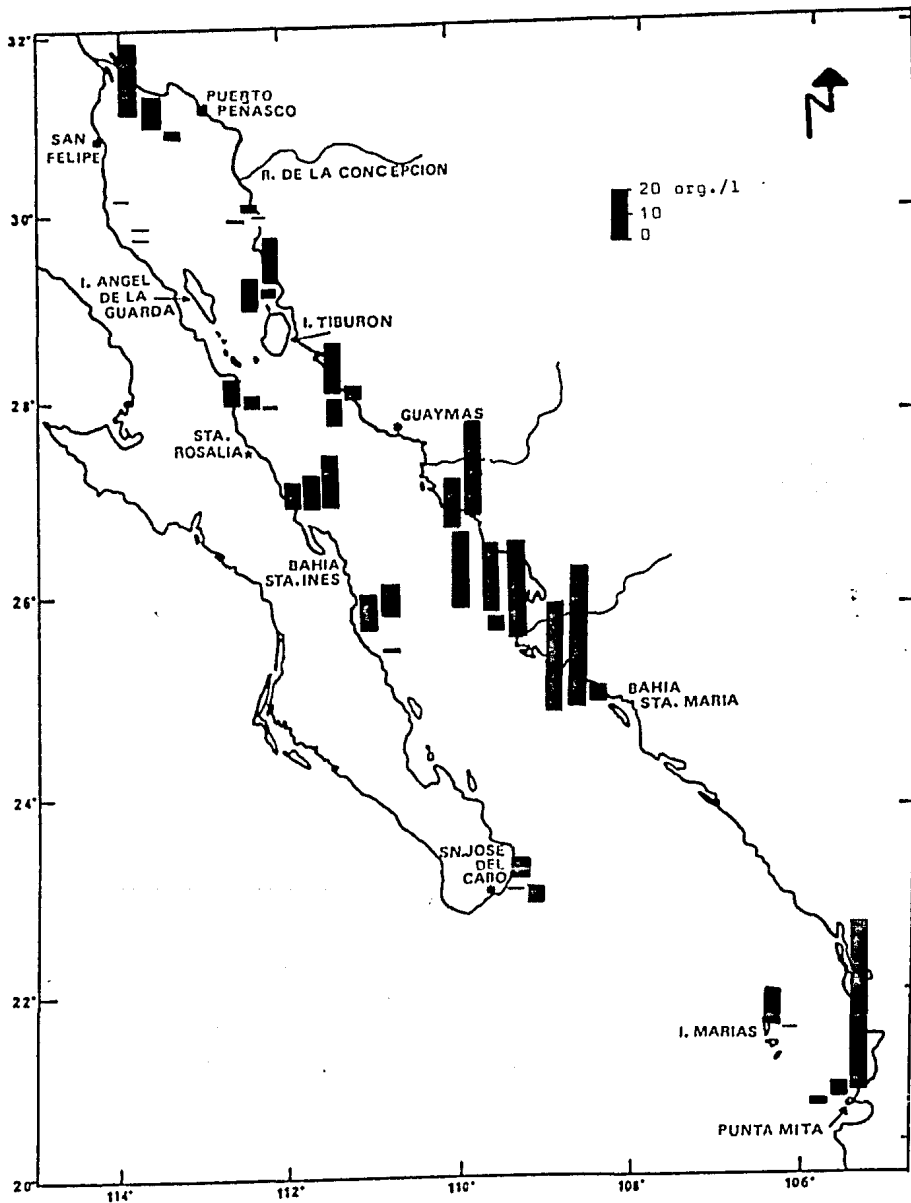 32°
PUERTO
PEÑASCO
SAN
FELIPE
R. DE LA CONCEPCION
N
20 org./l
10
0
30°
I. ANGEL
DE LA
GUARDA
I. TIBURON
28°
GUAYMAS
STA.
ROSALIA
BAHIA
STA. INES
26°
BAHIA
STA. MARIA
24°
SN. JOSE
DEL
CABO
22°
I. MARIAS
PUNTA MITA
20°
114°
112°
110°
108°
106°